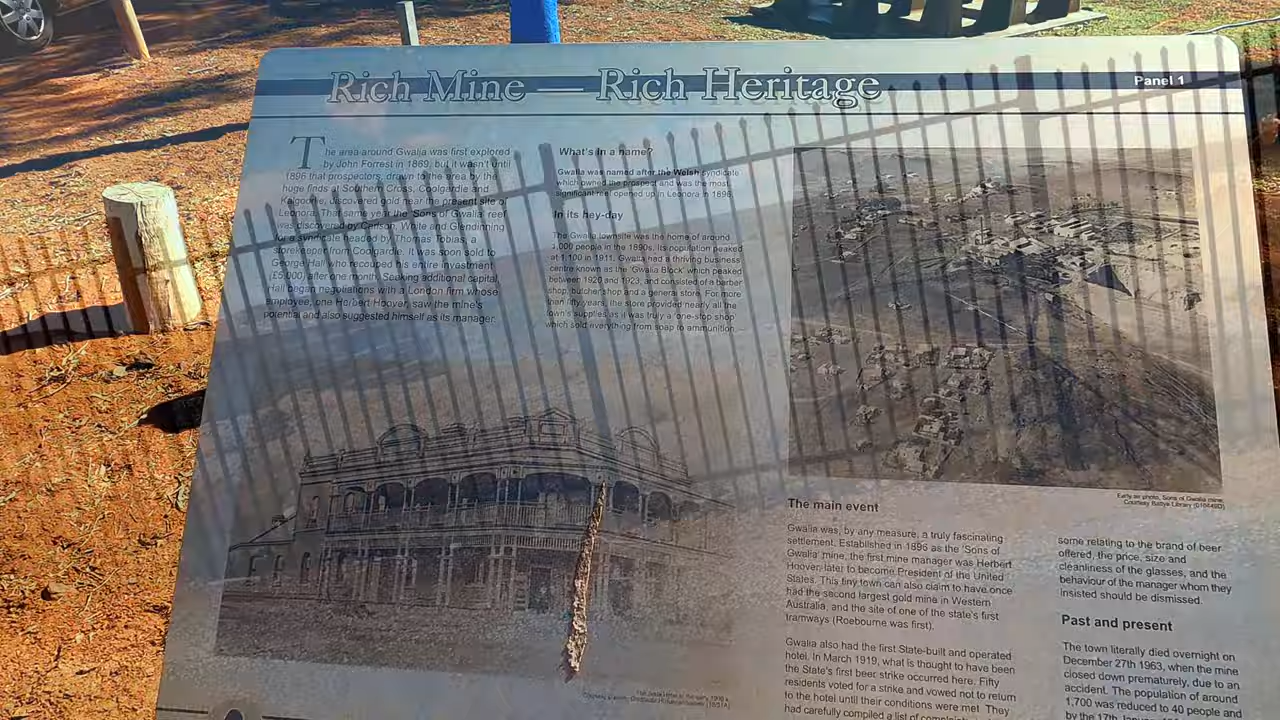 Rich Mine — Rich Heritage
Panel 1
The area around Gwalia was first explored
by John Forrest in 1869, but it wasn't until
1896 that prospectors, drawn to the area by the
huge finds at Southern Cross, Coolgardie and
Kalgoorlie, discovered gold near the present site of
Leonora. That same year the 'Sons of Gwalia' reef
was discovered by Carlson, White and Glendinning
for a syndicate headed by Thomas Tobias, a
storekeeper from Coolgardie. It was soon sold to
George Hall who recouped his entire investment
(£5,000) after one month. Seeking additional capital,
Hall began negotiations with a London firm whose
employee, one Herbert Hoover, saw the mine's
potential and also suggested himself as its manager.
What's in a name?
Gwalia was named after the Welsh syndicate
which owned the prospect and was the most
significant reef opened up in Leonora in 1896.
In its hey-day
The Gwalia townsite was the home of around
1,000 people in the 1890s. Its population peaked
at 1,100 in 1911. Gwalia had a thriving business
centre known as the 'Gwalia Block' which peaked
between 1920 and 1923, and consisted of a barber
shop, butcher shop and a general store. For more
than fifty years, the store provided nearly all the
town's supplies as it was truly a 'one-stop shop'
which sold everything from soap to ammunition.
Early air photo, Sons of Gwalia mine
Courtesy Battye Library
The main event
Gwalia was, by any measure, a truly fascinating
settlement. Established in 1896 as the 'Sons of
Gwalia' mine, the first mine manager was Herbert
Hoover, later to become President of the United
States. This tiny town can also claim to have once
had the second largest gold mine in Western
Australia, and the site of one of the state's first
tramways (Roebourne was first).
Gwalia also had the first State-built and operated
hotel. In March 1919, what is thought to have been
the State's first beer strike occurred here. Fifty
residents voted for a strike and vowed not to return
to the hotel until their conditions were met. They
had carefully compiled a list of
some relating to the brand of beer
offered, the price, size and
cleanliness of the glasses, and the
behaviour of the manager whom they
insisted should be dismissed.
Past and present
The town literally died overnight on
December 27th 1963, when the mine
closed down prematurely, due to an
accident. The population of around
1,700 was reduced to 40 people and
by the 17th